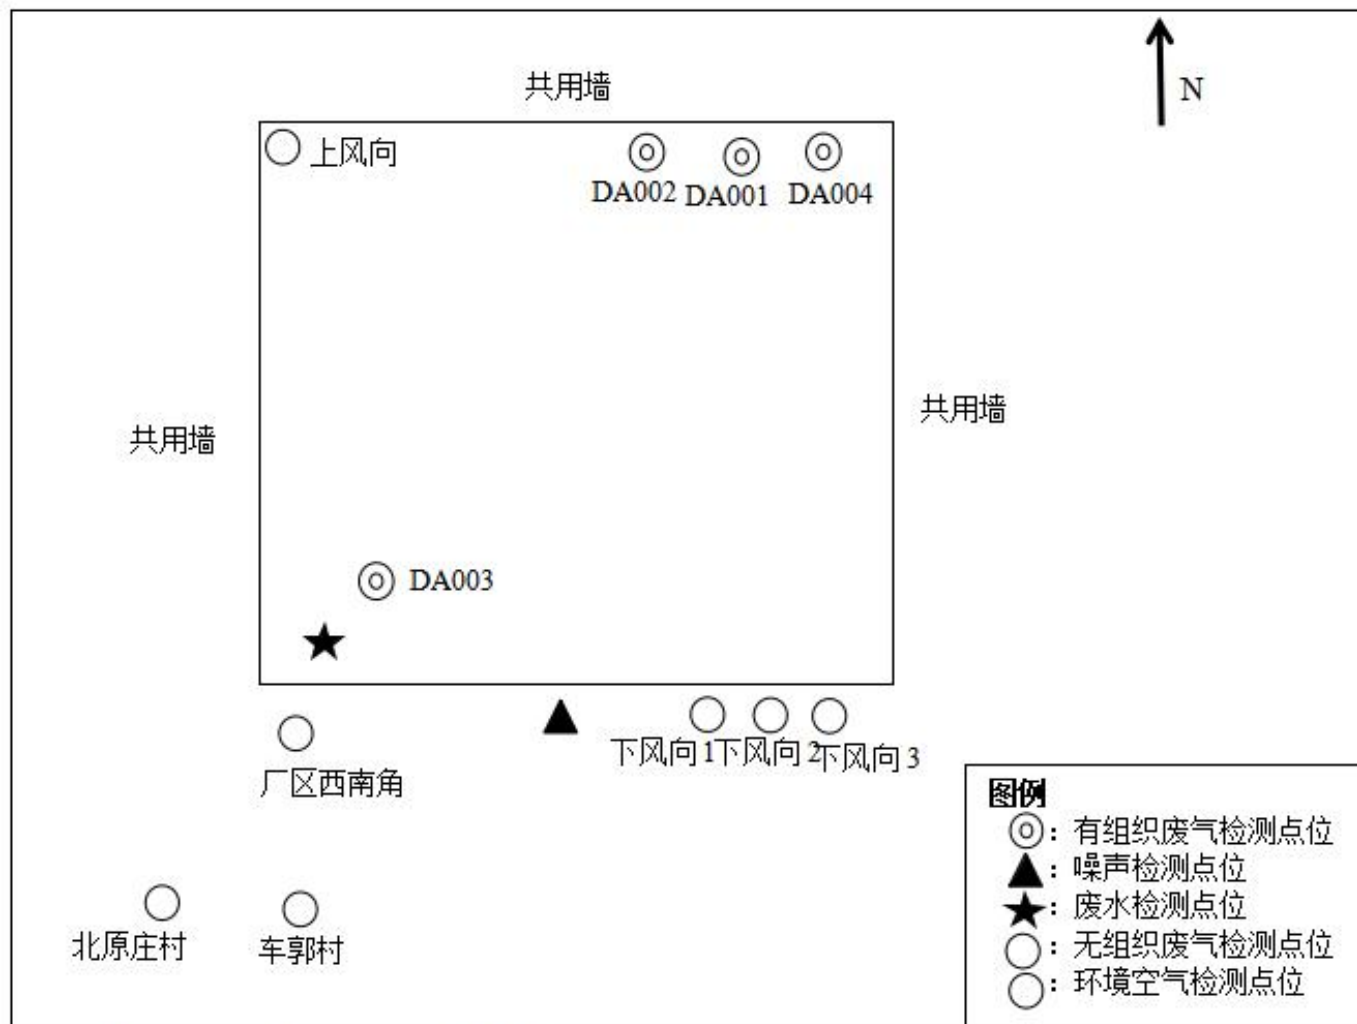 共用墙
N
上风向
DA002
DA001
DA004
共用墙
共用墙
DA003
下风向1
下风向2
下风向3
厂区西南角
北原庄村
车郭村
图例
：有组织废气检测点位
：噪声检测点位
：废水检测点位
：无组织废气检测点位
：环境空气检测点位